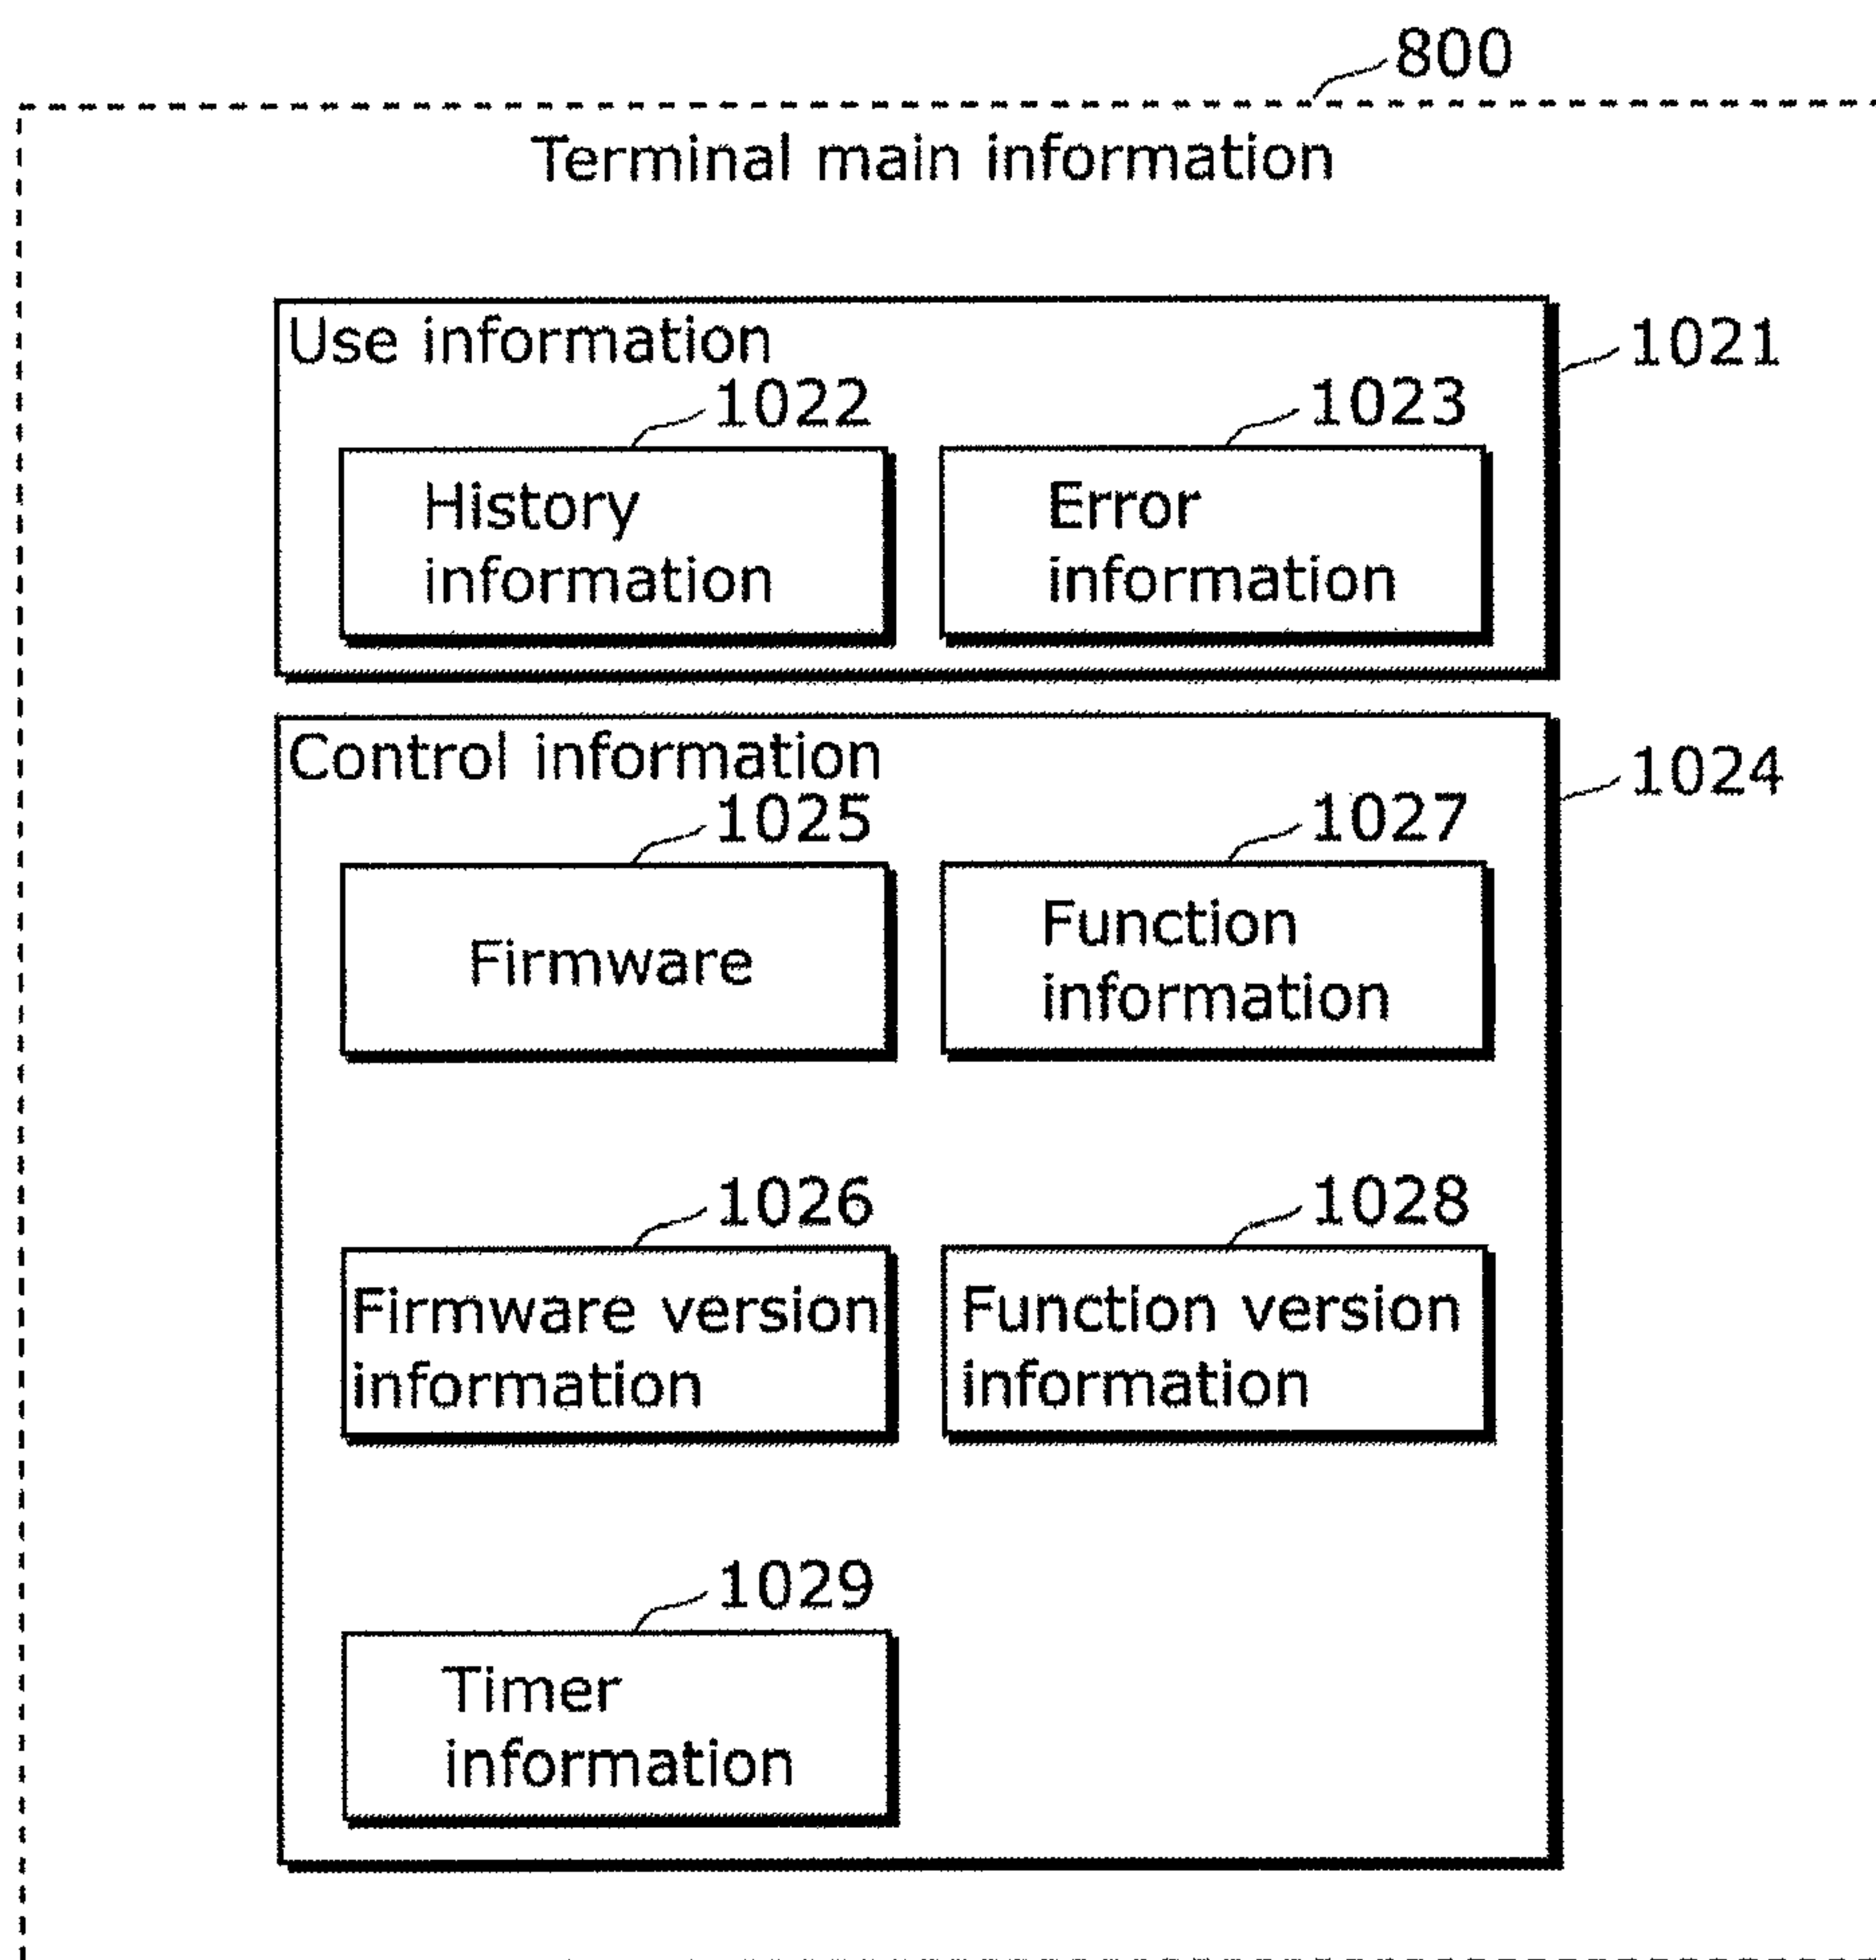 800
Terminal main information
Use information
1021
1022
1023
History
information
Error
information
Control information
1024
1025
1027
Firmware
Function
information
1026
1028
Firmware version
information
Function version
information
1029
Timer
information